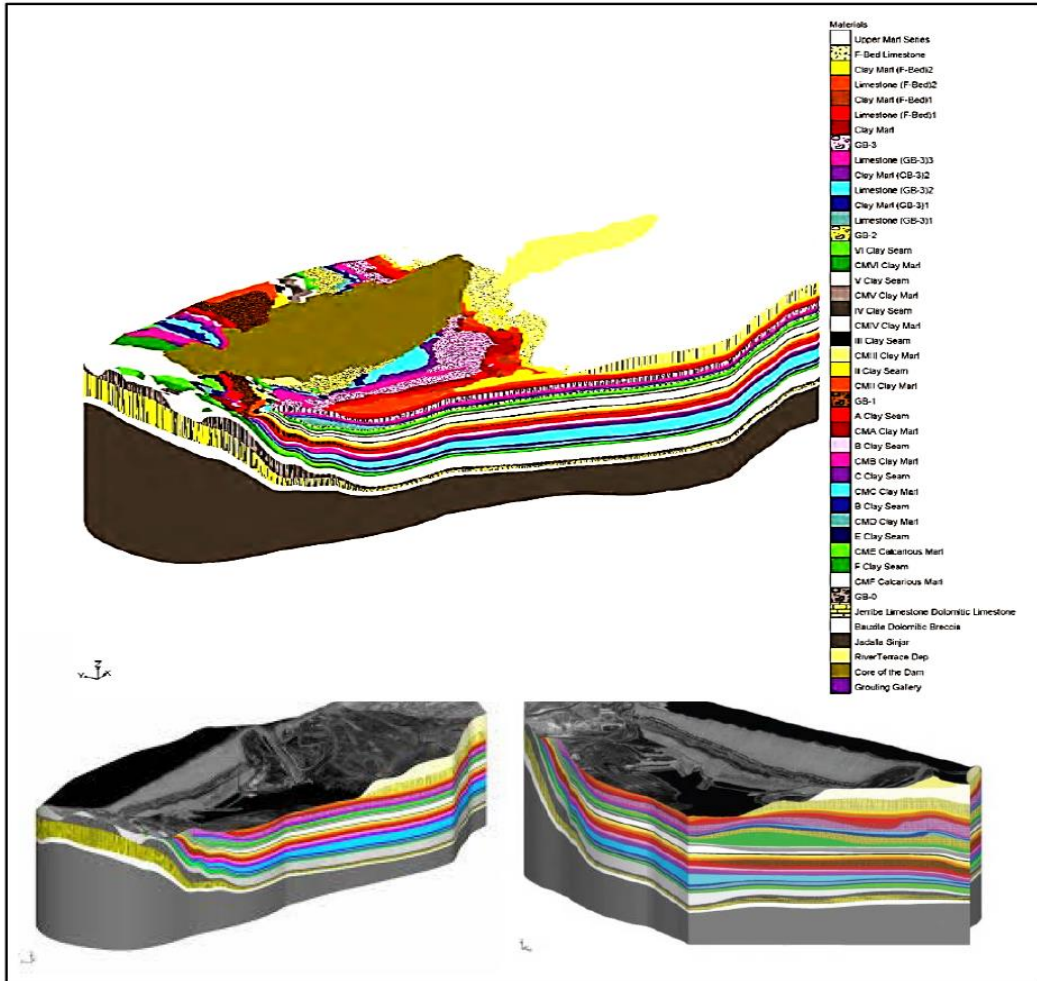 Materials
Upper Marl Series
F-Bed Limestone
Clay Marl (F-Bed)2
Limestone (F-Bed)2
Clay Marl (F-Bed)1
Limestone (F-Bed)1
Clay Marl
GB-3
Limestone (GB-3)3
Clay Marl (GB-3)2
Limestone (GB-3)2
Clay Marl (GB-3)1
Limestone (GB-3)1
GB-2
VI Clay Seam
CMVI Clay Marl
V Clay Seam
CMV Clay Marl
IV Clay Seam
CMIV Clay Marl
III Clay Seam
CMIII Clay Marl
II Clay Seam
CMII Clay Marl
GB-1
A Clay Seam
CMA Clay Marl
B Clay Seam
CMB Clay Marl
C Clay Seam
CMC Clay Marl
B Clay Seam
CMD Clay Marl
E Clay Seam
CME Calcarious Marl
F Clay Seam
CMF Calcarious Marl
GB-0
Jeribe Limestone Dolomitic Limestone
Bauxite Dolomitic Breccia
Jadalla Sinjar
RiverTerrace Dep
Core of the Dam
Grouting Gallery
Z
Y X